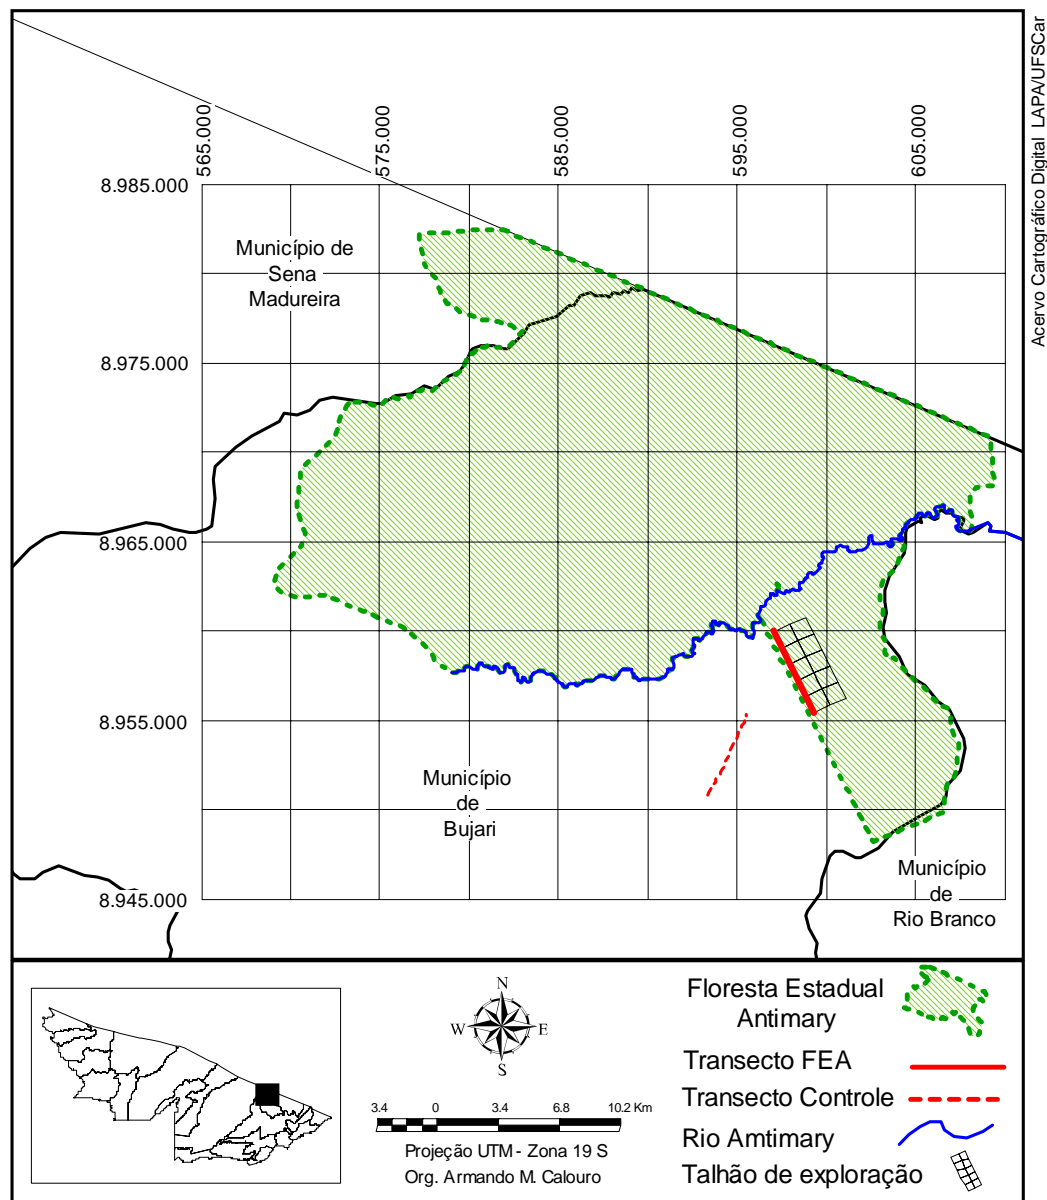 Acervo Cartográfico Digital LAPA/UFSCar
565.000
575.000
585.000
595.000
605.000
8.985.000
8.975.000
8.965.000
8.955.000
8.945.000
Município de
Sena
Madureira
Município
de
Bujari
Município
de
Rio Branco
N
W
E
S
3.4 0 3.4 6.8 10.2 Km
Projeção UTM - Zona 19 S
Org. Armando M. Calouro
Floresta Estadual
Antimary
Transecto FEA
Transecto Controle
Rio Amtimary
Talhão de exploração